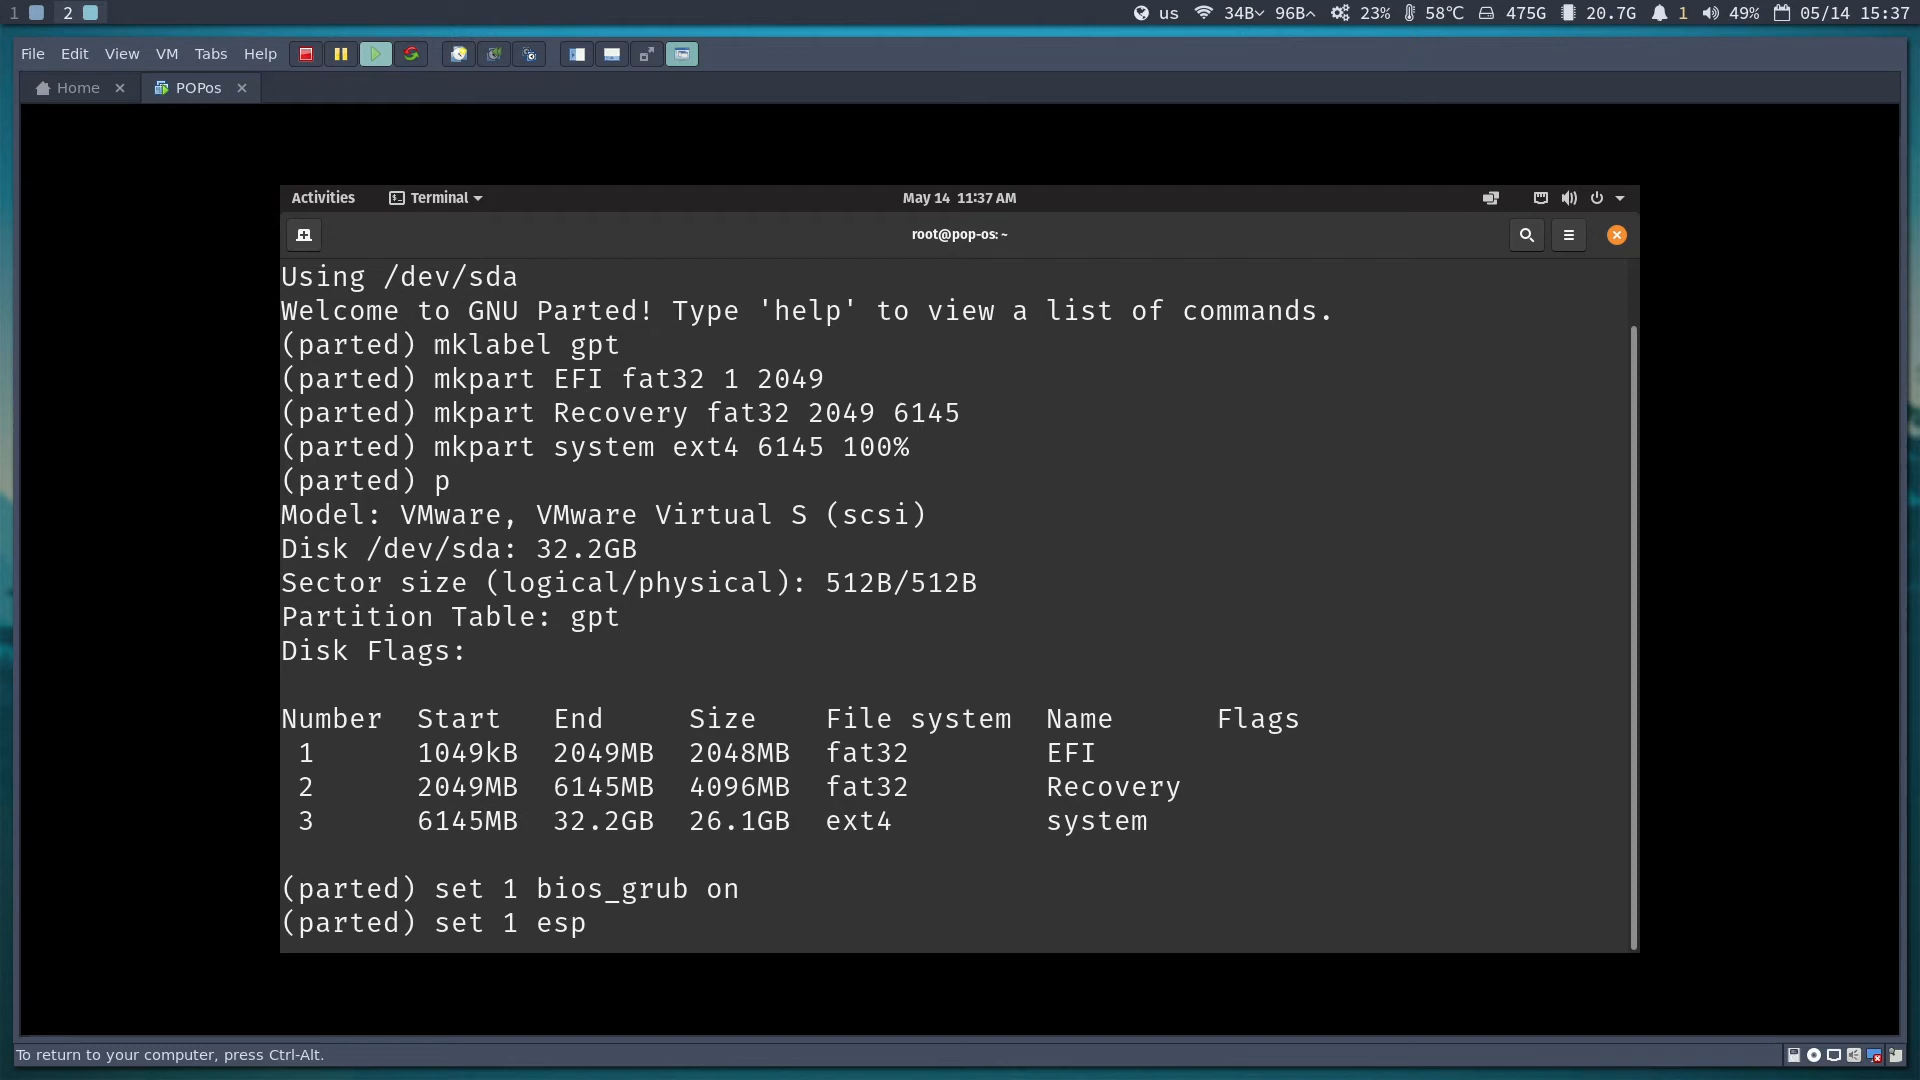 1 2 us 34B 96B 23% 58°C 475G 20.7G 1 49% 05/14 15:37
File Edit View VM Tabs Help
Home POPos
Activities Terminal May 14 11:37 AM
root@pop-os: ~
Using /dev/sda
Welcome to GNU Parted! Type 'help' to view a list of commands.
(parted) mklabel gpt
(parted) mkpart EFI fat32 1 2049
(parted) mkpart Recovery fat32 2049 6145
(parted) mkpart system ext4 6145 100%
(parted) p
Model: VMware, VMware Virtual S (scsi)
Disk /dev/sda: 32.2GB
Sector size (logical/physical): 512B/512B
Partition Table: gpt
Disk Flags:
Number Start End Size File system Name Flags
1 1049kB 2049MB 2048MB fat32 EFI
2 2049MB 6145MB 4096MB fat32 Recovery
3 6145MB 32.2GB 26.1GB ext4 system
(parted) set 1 bios_grub on
(parted) set 1 esp
To return to your computer, press Ctrl-Alt.